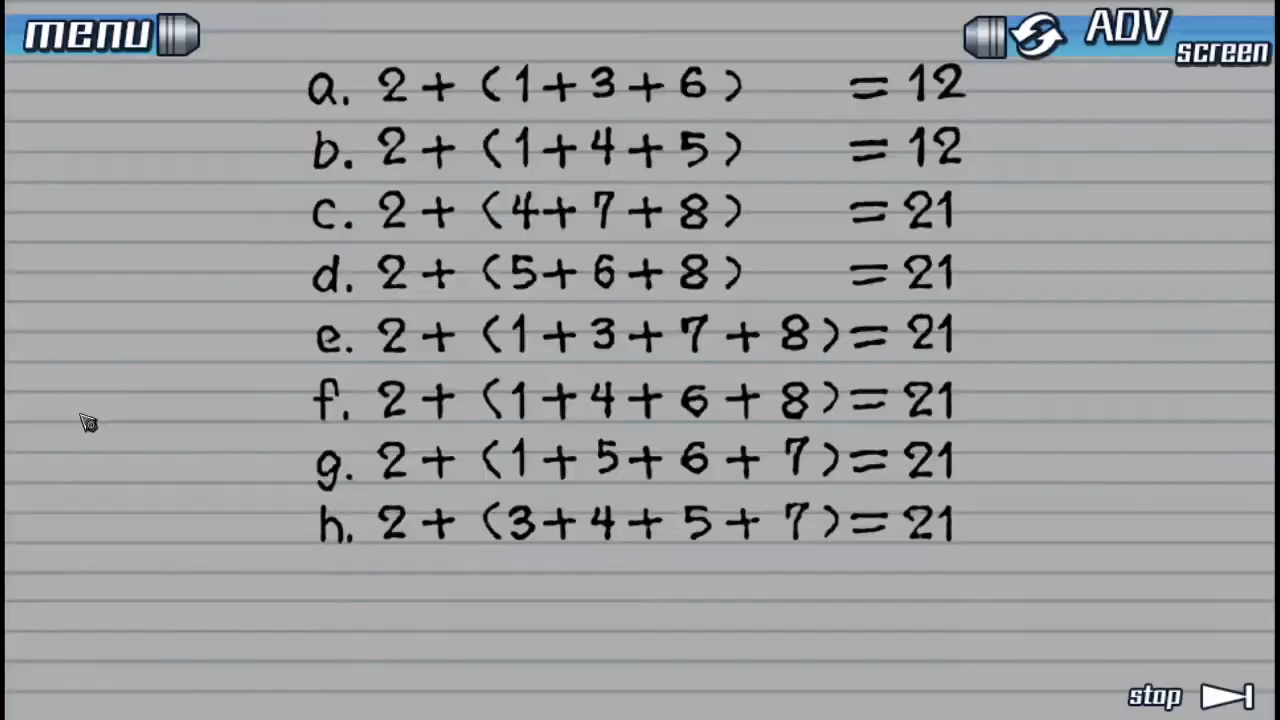 menu
ADV
screen
a. 2 + (1 + 3 + 6) = 12
b. 2 + (1 + 4 + 5) = 12
c. 2 + (4 + 7 + 8) = 21
d. 2 + (5 + 6 + 8) = 21
e. 2 + (1 + 3 + 7 + 8) = 21
f. 2 + (1 + 4 + 6 + 8) = 21
g. 2 + (1 + 5 + 6 + 7) = 21
h. 2 + (3 + 4 + 5 + 7) = 21
stop